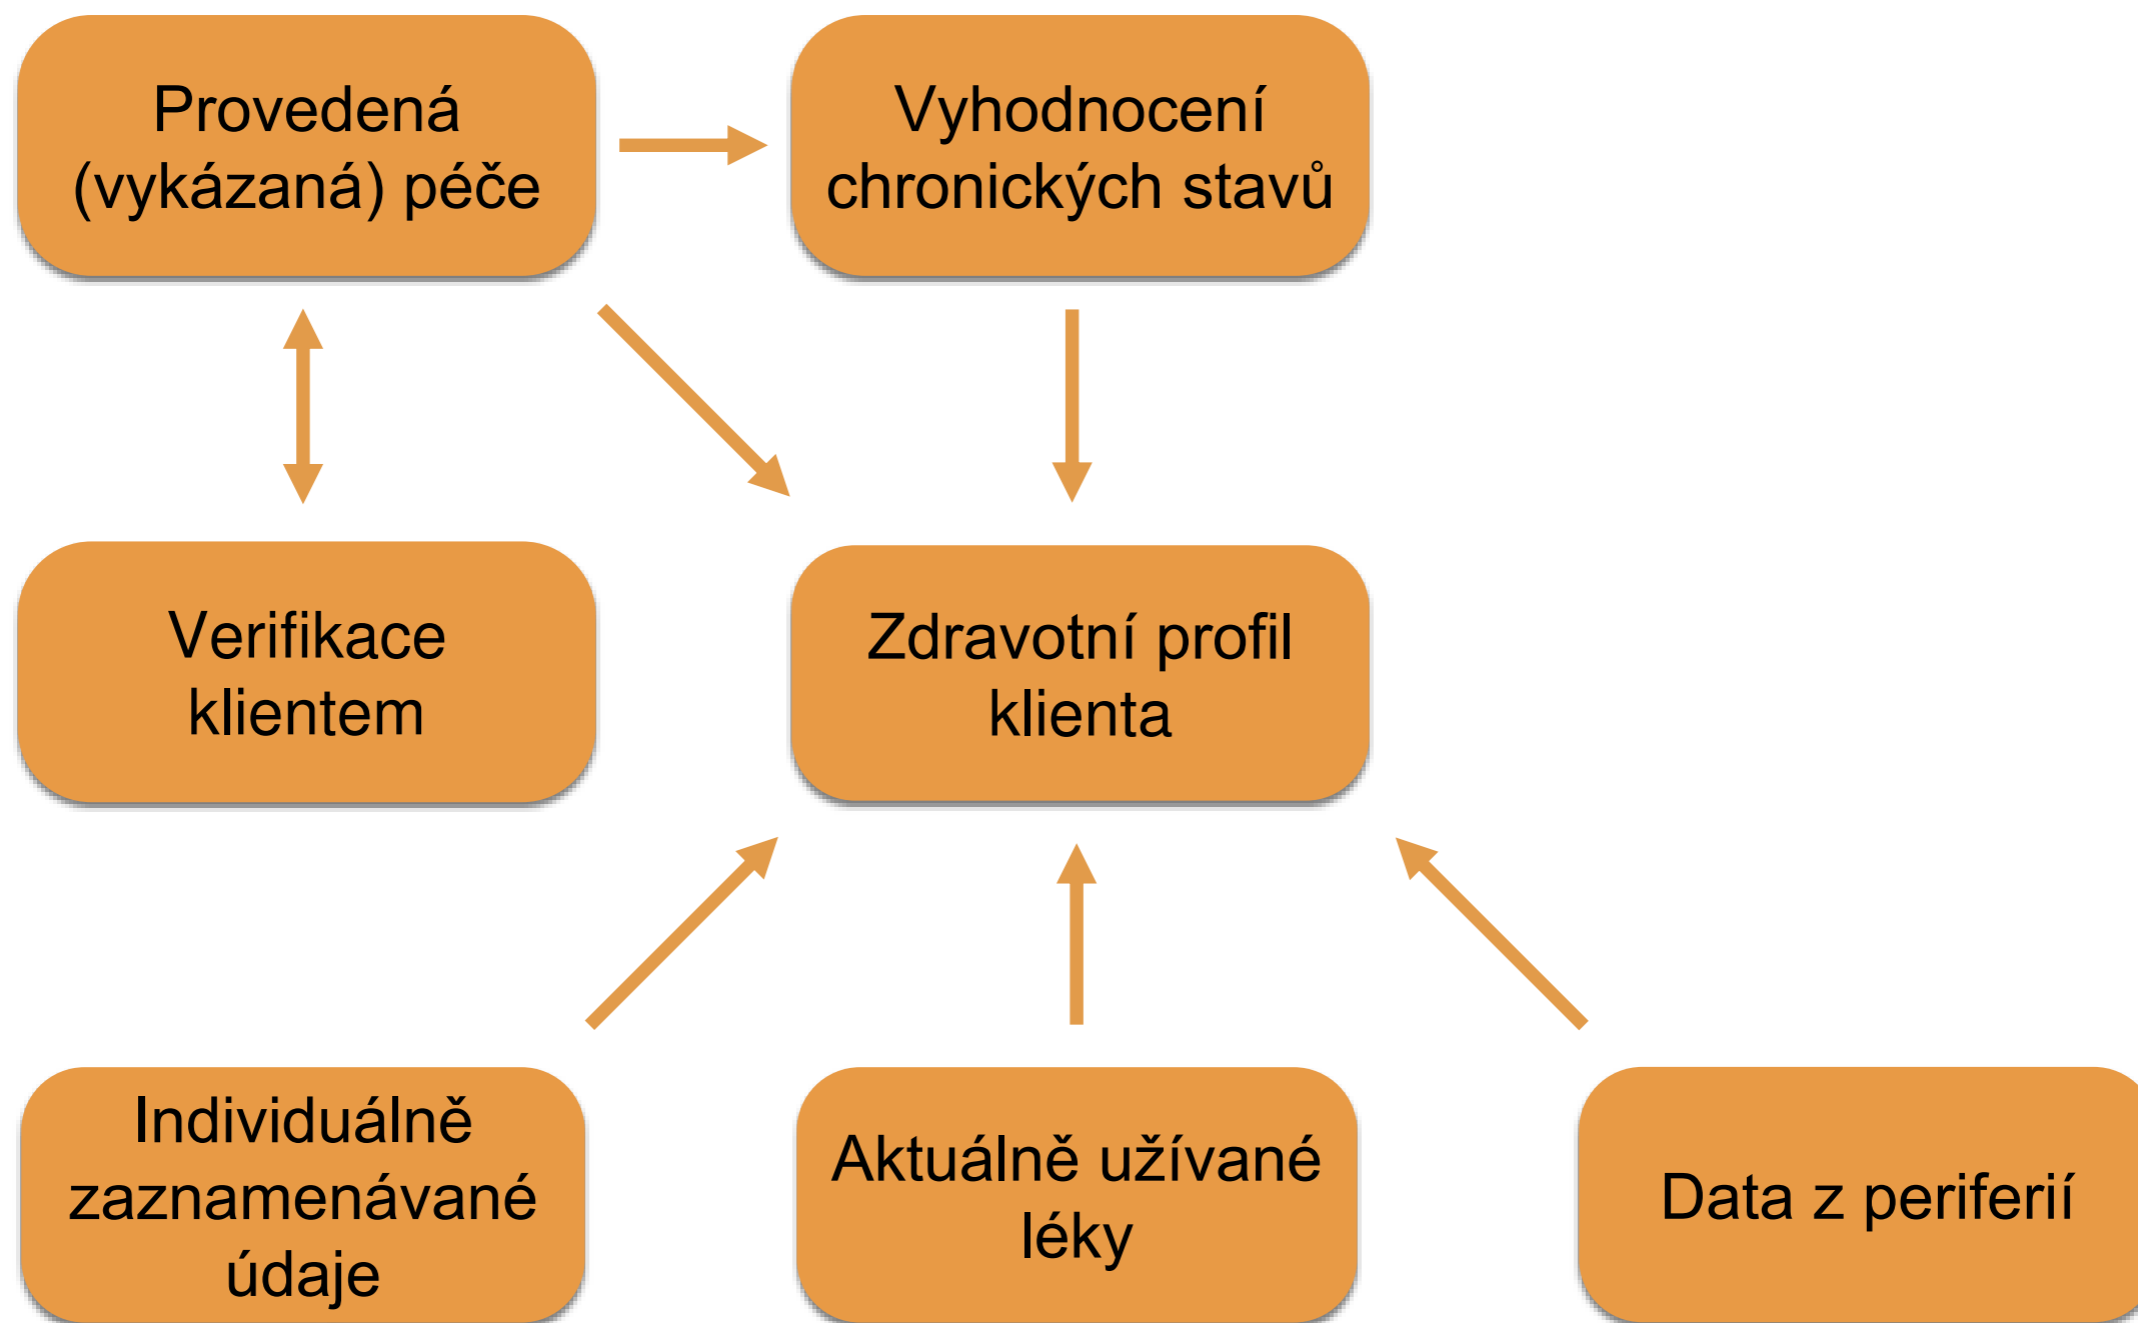 Provedená
(vykázaná) péče
Vyhodnocení
chronických stavů
Verifikace
klientem
Zdravotní profil
klienta
Individuálně
zaznamenávané
údaje
Aktuálně užívané
léky
Data z periferií